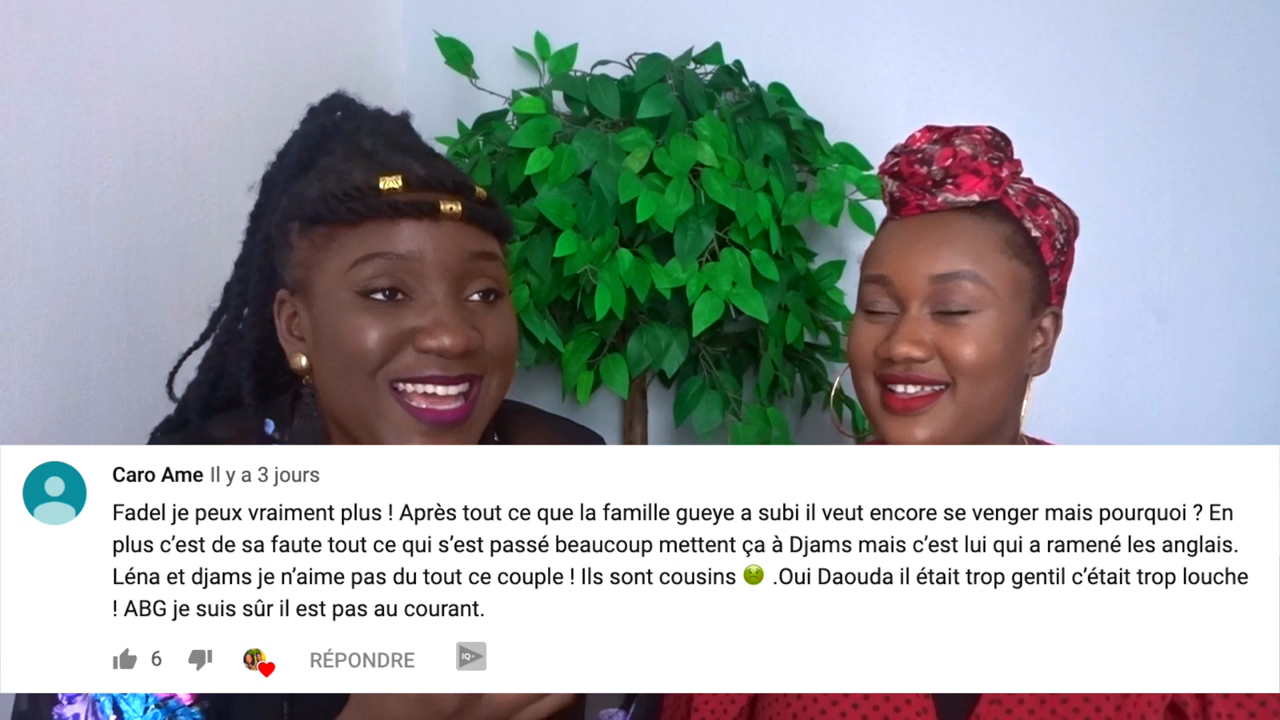 Caro Ame Il y a 3 jours
Fadel je peux vraiment plus ! Après tout ce que la famille gueye a subi il veut encore se venger mais pourquoi ? En
plus c’est de sa faute tout ce qui s’est passé beaucoup mettent ça à Djams mais c’est lui qui a ramené les anglais.
Léna et djams je n’aime pas du tout ce couple ! Ils sont cousins 🤢 .Oui Daouda il était trop gentil c’était trop louche
! ABG je suis sûr il est pas au courant.
6 RÉPONDRE IQ+